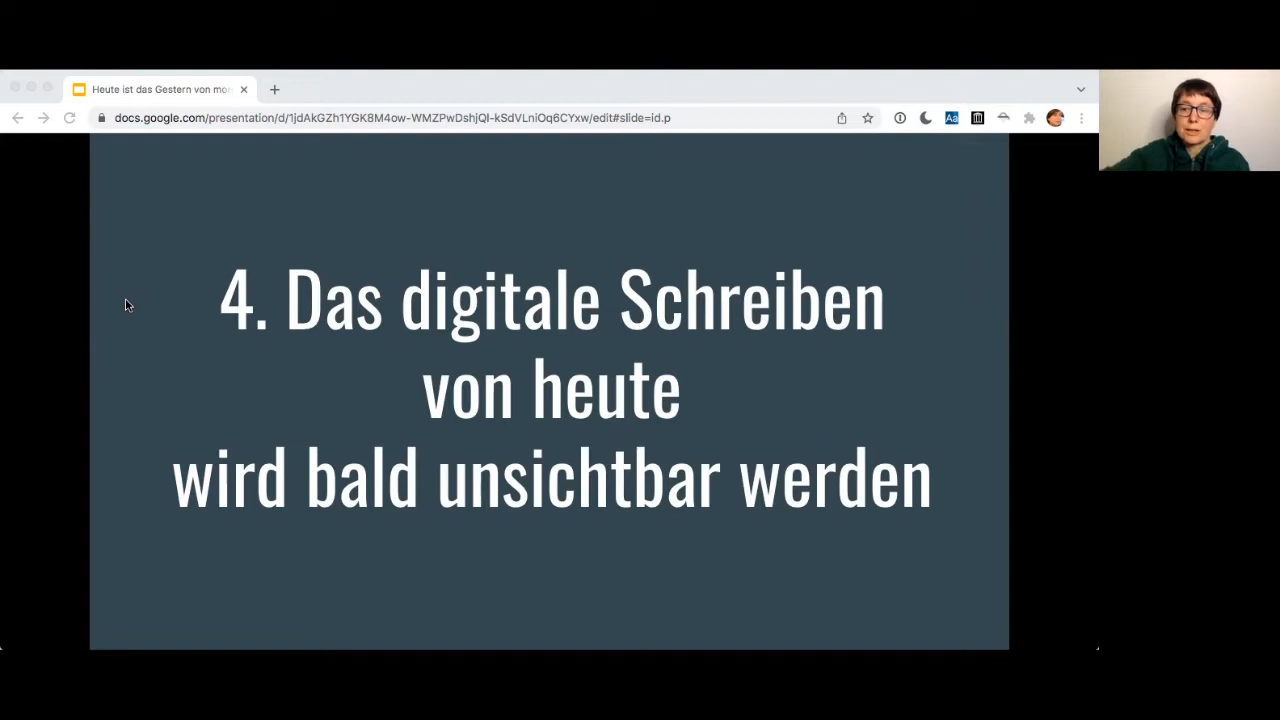 Heute ist das Gestern von mor
docs.google.com/presentation/d/1jdAkGZh1YGK8M4ow-WMZPwDshjQI-kSdVLniOq6CYxw/edit#slide=id.p
Aa
4. Das digitale Schreiben
von heute
wird bald unsichtbar werden